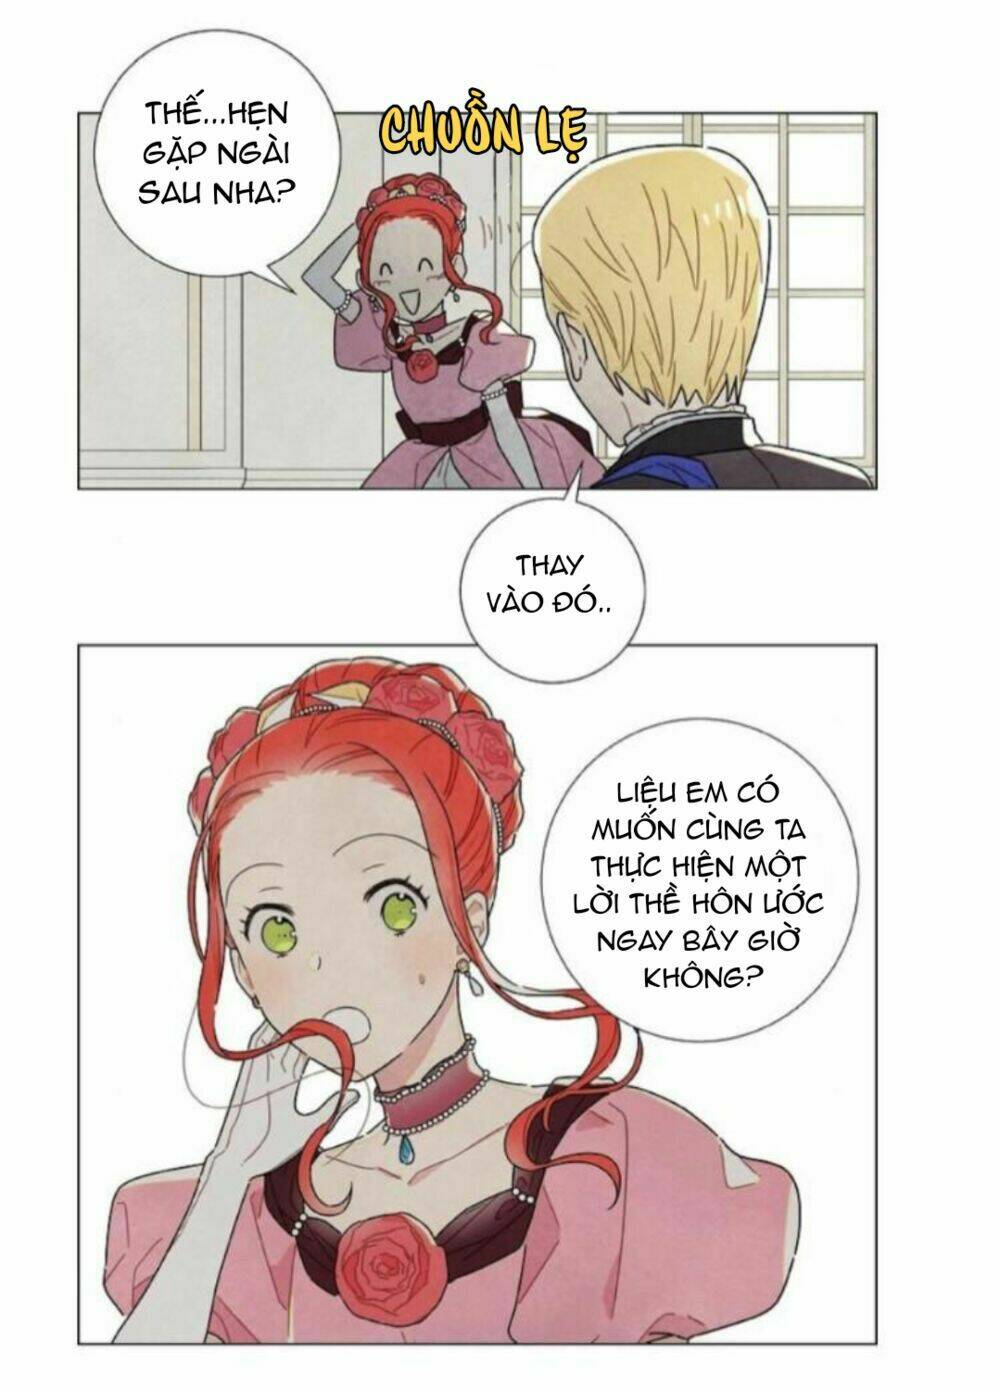 THẾ...HẸN
GẶP NGÀI
SAU NHA?
CHUỒN LẸ
THAY
VÀO ĐÓ..
LIỆU EM CÓ
MUỐN CÙNG TA
THỰC HIỆN MỘT
LỜI THỀ HÔN ƯỚC
NGAY BÂY GIỜ
KHÔNG?